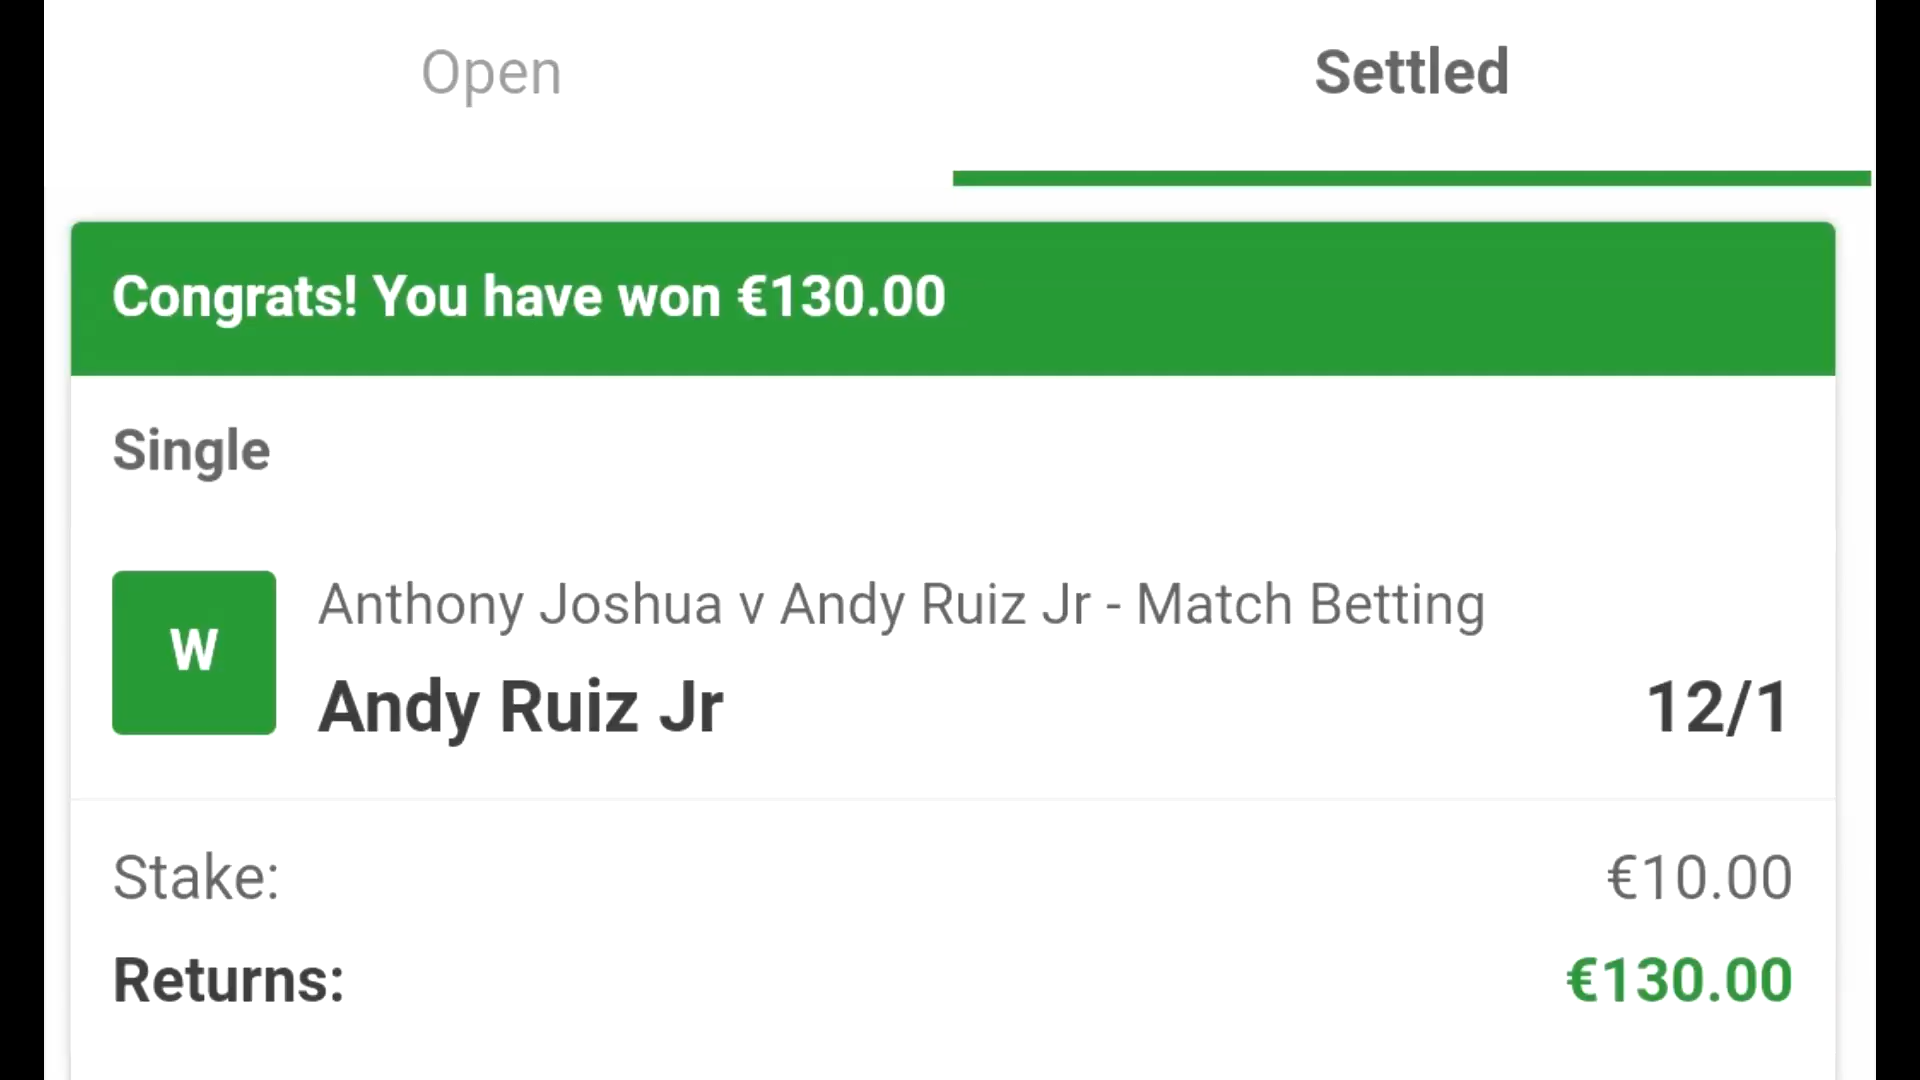 Open
Settled
Congrats! You have won €130.00
Single
W
Anthony Joshua v Andy Ruiz Jr - Match Betting
Andy Ruiz Jr 12/1
Stake: €10.00
Returns: €130.00